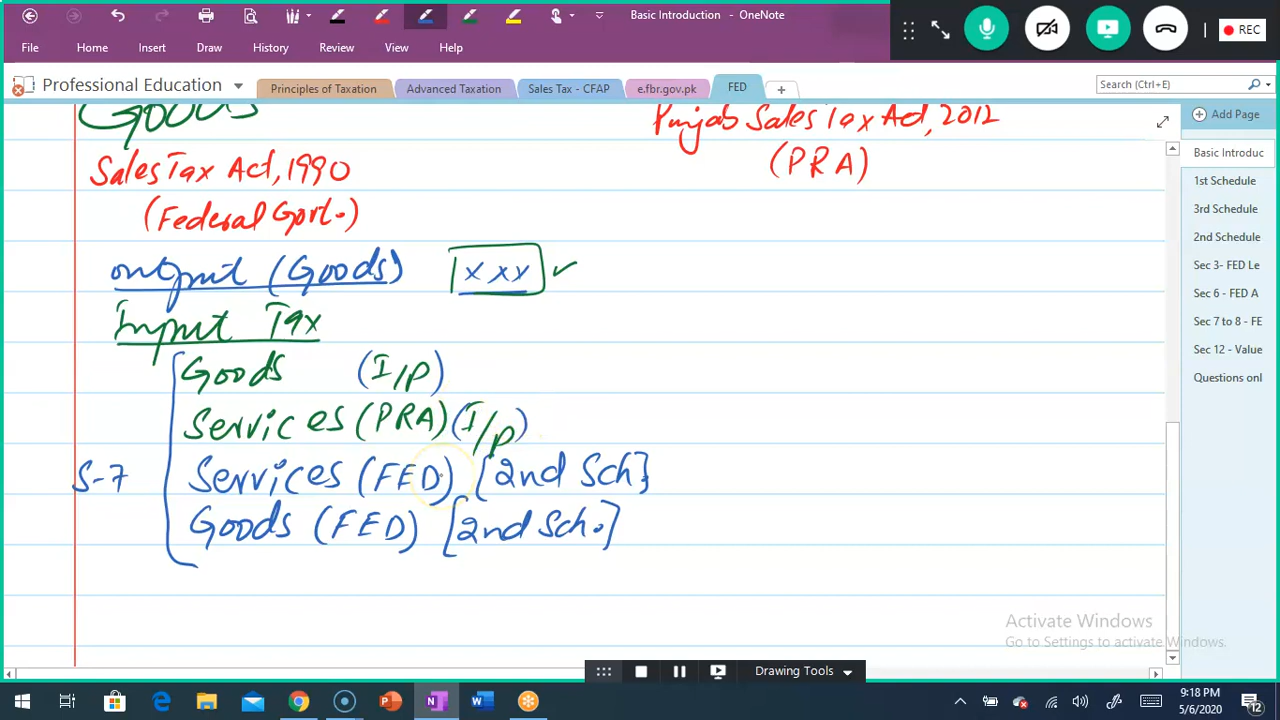 Basic Introduction - OneNote
REC
File Home Insert Draw History Review View Help
Professional Education
Principles of Taxation
Advanced Taxation
Sales Tax - CFAP
e.fbr.gov.pk
FED
Search (Ctrl+E)
Add Page
Basic Introduc
1st Schedule
3rd Schedule
2nd Schedule
Sec 3- FED Le
Sec 6 - FED A
Sec 7 to 8 - FE
Sec 12 - Value
Questions onl
Goods
Punjab Sales Tax Act, 2012
(PRA)
Sales Tax Act, 1990
(Federal Govt.)
output (Goods) xxx
Input Tax
Goods (I/P)
Services (PRA) (I/P)
S-7 Services (FED) [2nd Sch]
Goods (FED) [2nd Sch.]
Activate Windows
Go to Settings to activate Windows.
Drawing Tools
9:18 PM
5/6/2020
12